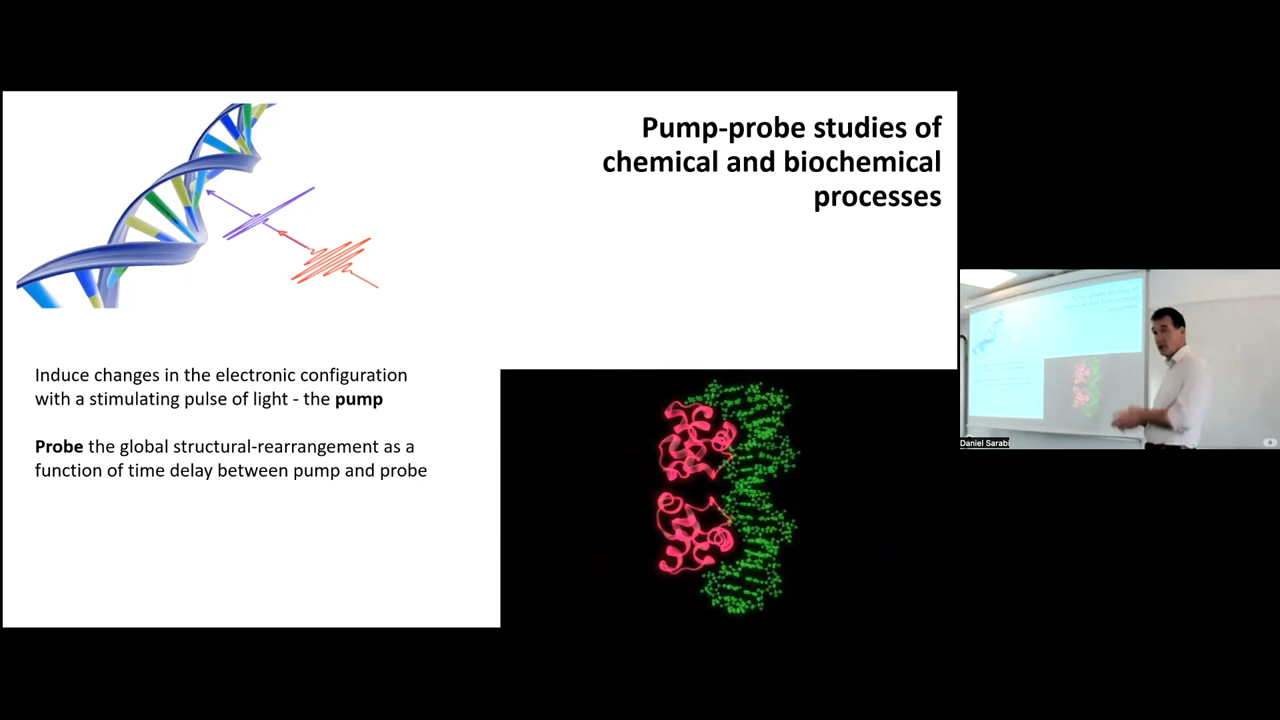 Pump-probe studies of
chemical and biochemical
processes
Induce changes in the electronic configuration
with a stimulating pulse of light - the pump
Probe the global structural-rearrangement as a
function of time delay between pump and probe
Daniel Sarabi